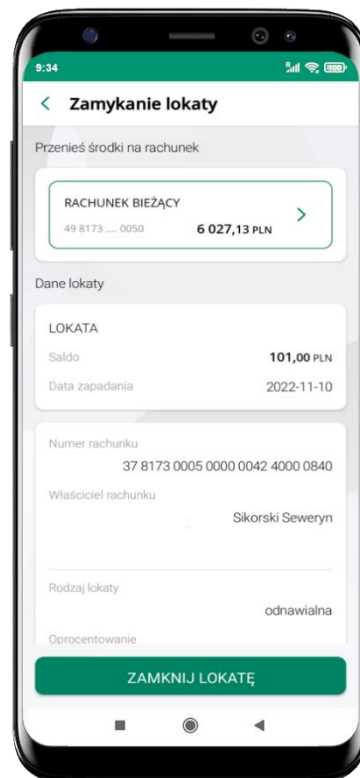 9:34
Zamykanie lokaty
Przenieś środki na rachunek
RACHUNEK BIEŻĄCY
49 8173 .... 0050 6 027,13 PLN
Dane lokaty
LOKATA
Saldo 101,00 PLN
Data zapadania 2022-11-10
Numer rachunku
37 8173 0005 0000 0042 4000 0840
Właściciel rachunku
Sikorski Seweryn
Rodzaj lokaty
odnawialna
Oprocentowanie
ZAMKNIJ LOKATĘ